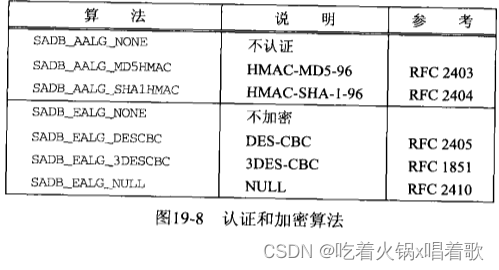 算 法 说 明 参 考
SADB_AALG_NONE 不认证
SADB_AALG_MD5HMAC HMAC-MD5-96 RFC 2403
SADB_AALG_SHA1HMAC HMAC-SHA-1-96 RFC 2404
SADB_EALG_NONE 不加密
SADB_EALG_DESCBC DES-CBC RFC 2405
SADB_EALG_3DESCBC 3DES-CBC RFC 1851
SADB_EALG_NULL NULL RFC 2410
图19-8 认证和加密算法
CSDN @吃着火锅x唱着歌